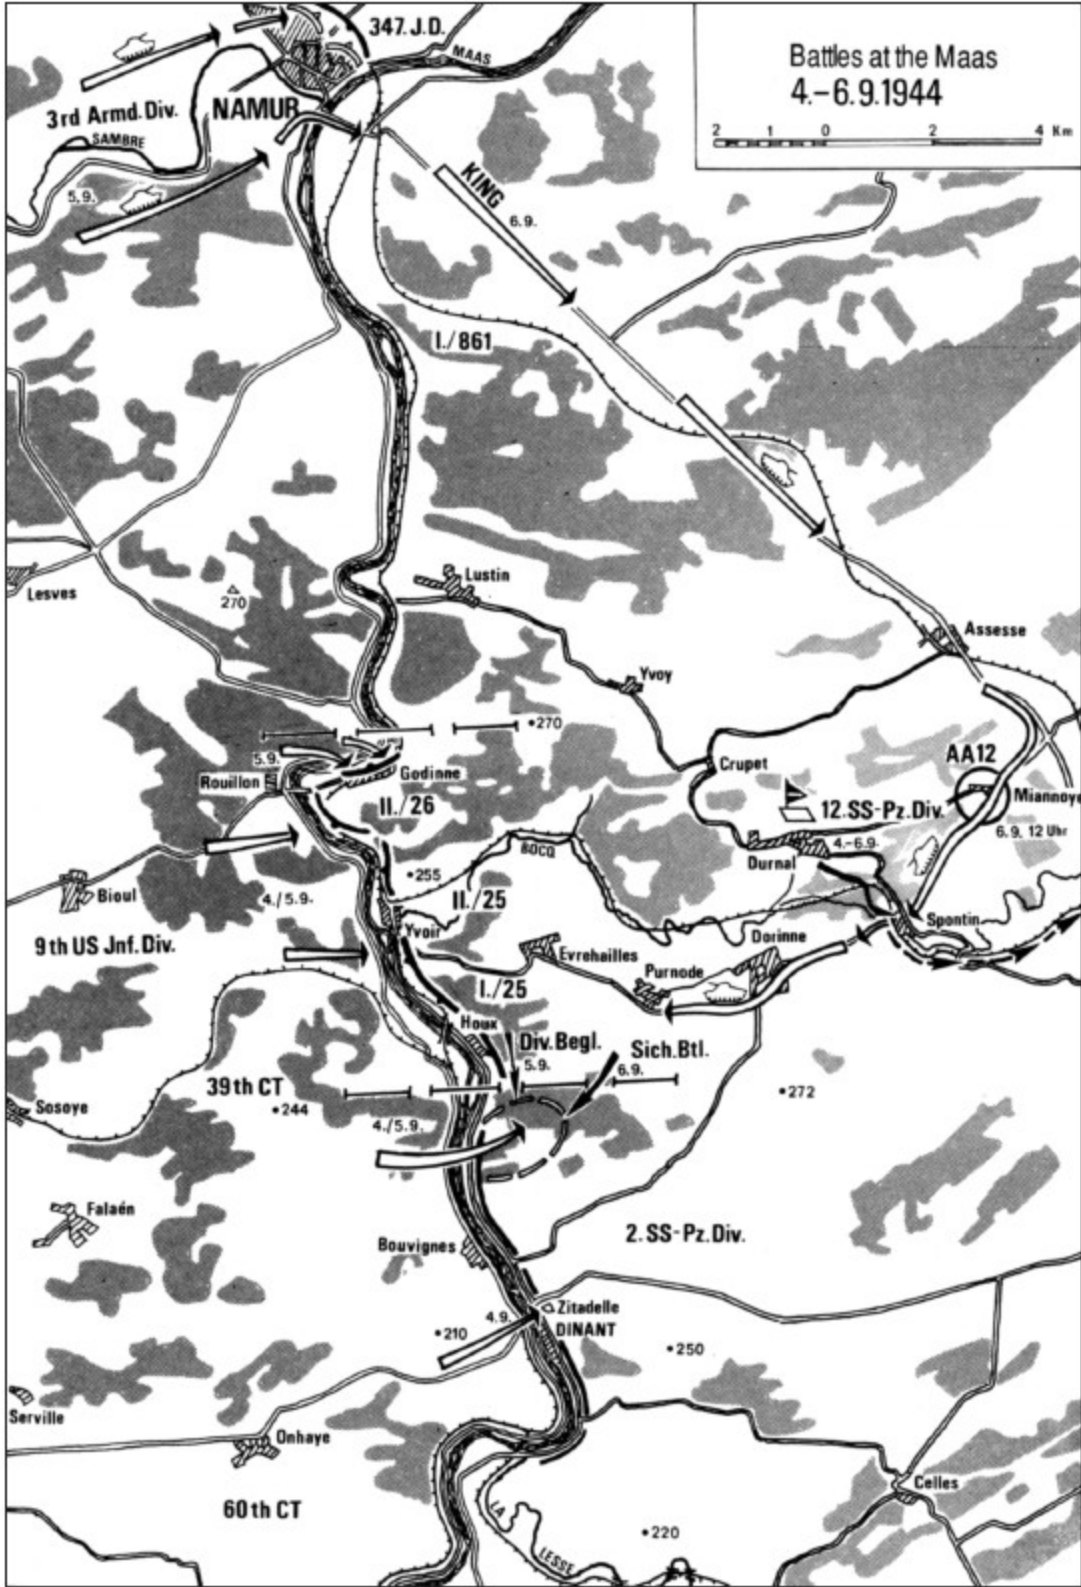 347. J.D.
MAAS
Battles at the Maas
4.–6.9.1944
2 1 0 2 4 Km
3rd Armd. Div.
NAMUR
SAMBRE
5.9.
KING
6.9.
I./861
Lesves
270
Lustin
Assesse
Yvoy
270
5.9.
Rouillon
Godinne
Crupet
AA12
Miannoye
II./26
12.SS-Pz.Div.
6.9. 12 Uhr
4.–6.9.
Durnal
BOCQ
255
Bioul
4./5.9.
II./25
Spontin
9th US Jnf. Div.
Yvoir
Dorinne
Evrehailles
Purnode
I./25
Houx
Div.Begl.
5.9.
Sich.Btl.
6.9.
39th CT
244
272
Sosoye
4./5.9.
Falaén
2.SS-Pz.Div.
Bouvignes
4.9.
Zitadelle
DINANT
210
250
Serville
Onhaye
Celles
60th CT
LA
LESSE
220